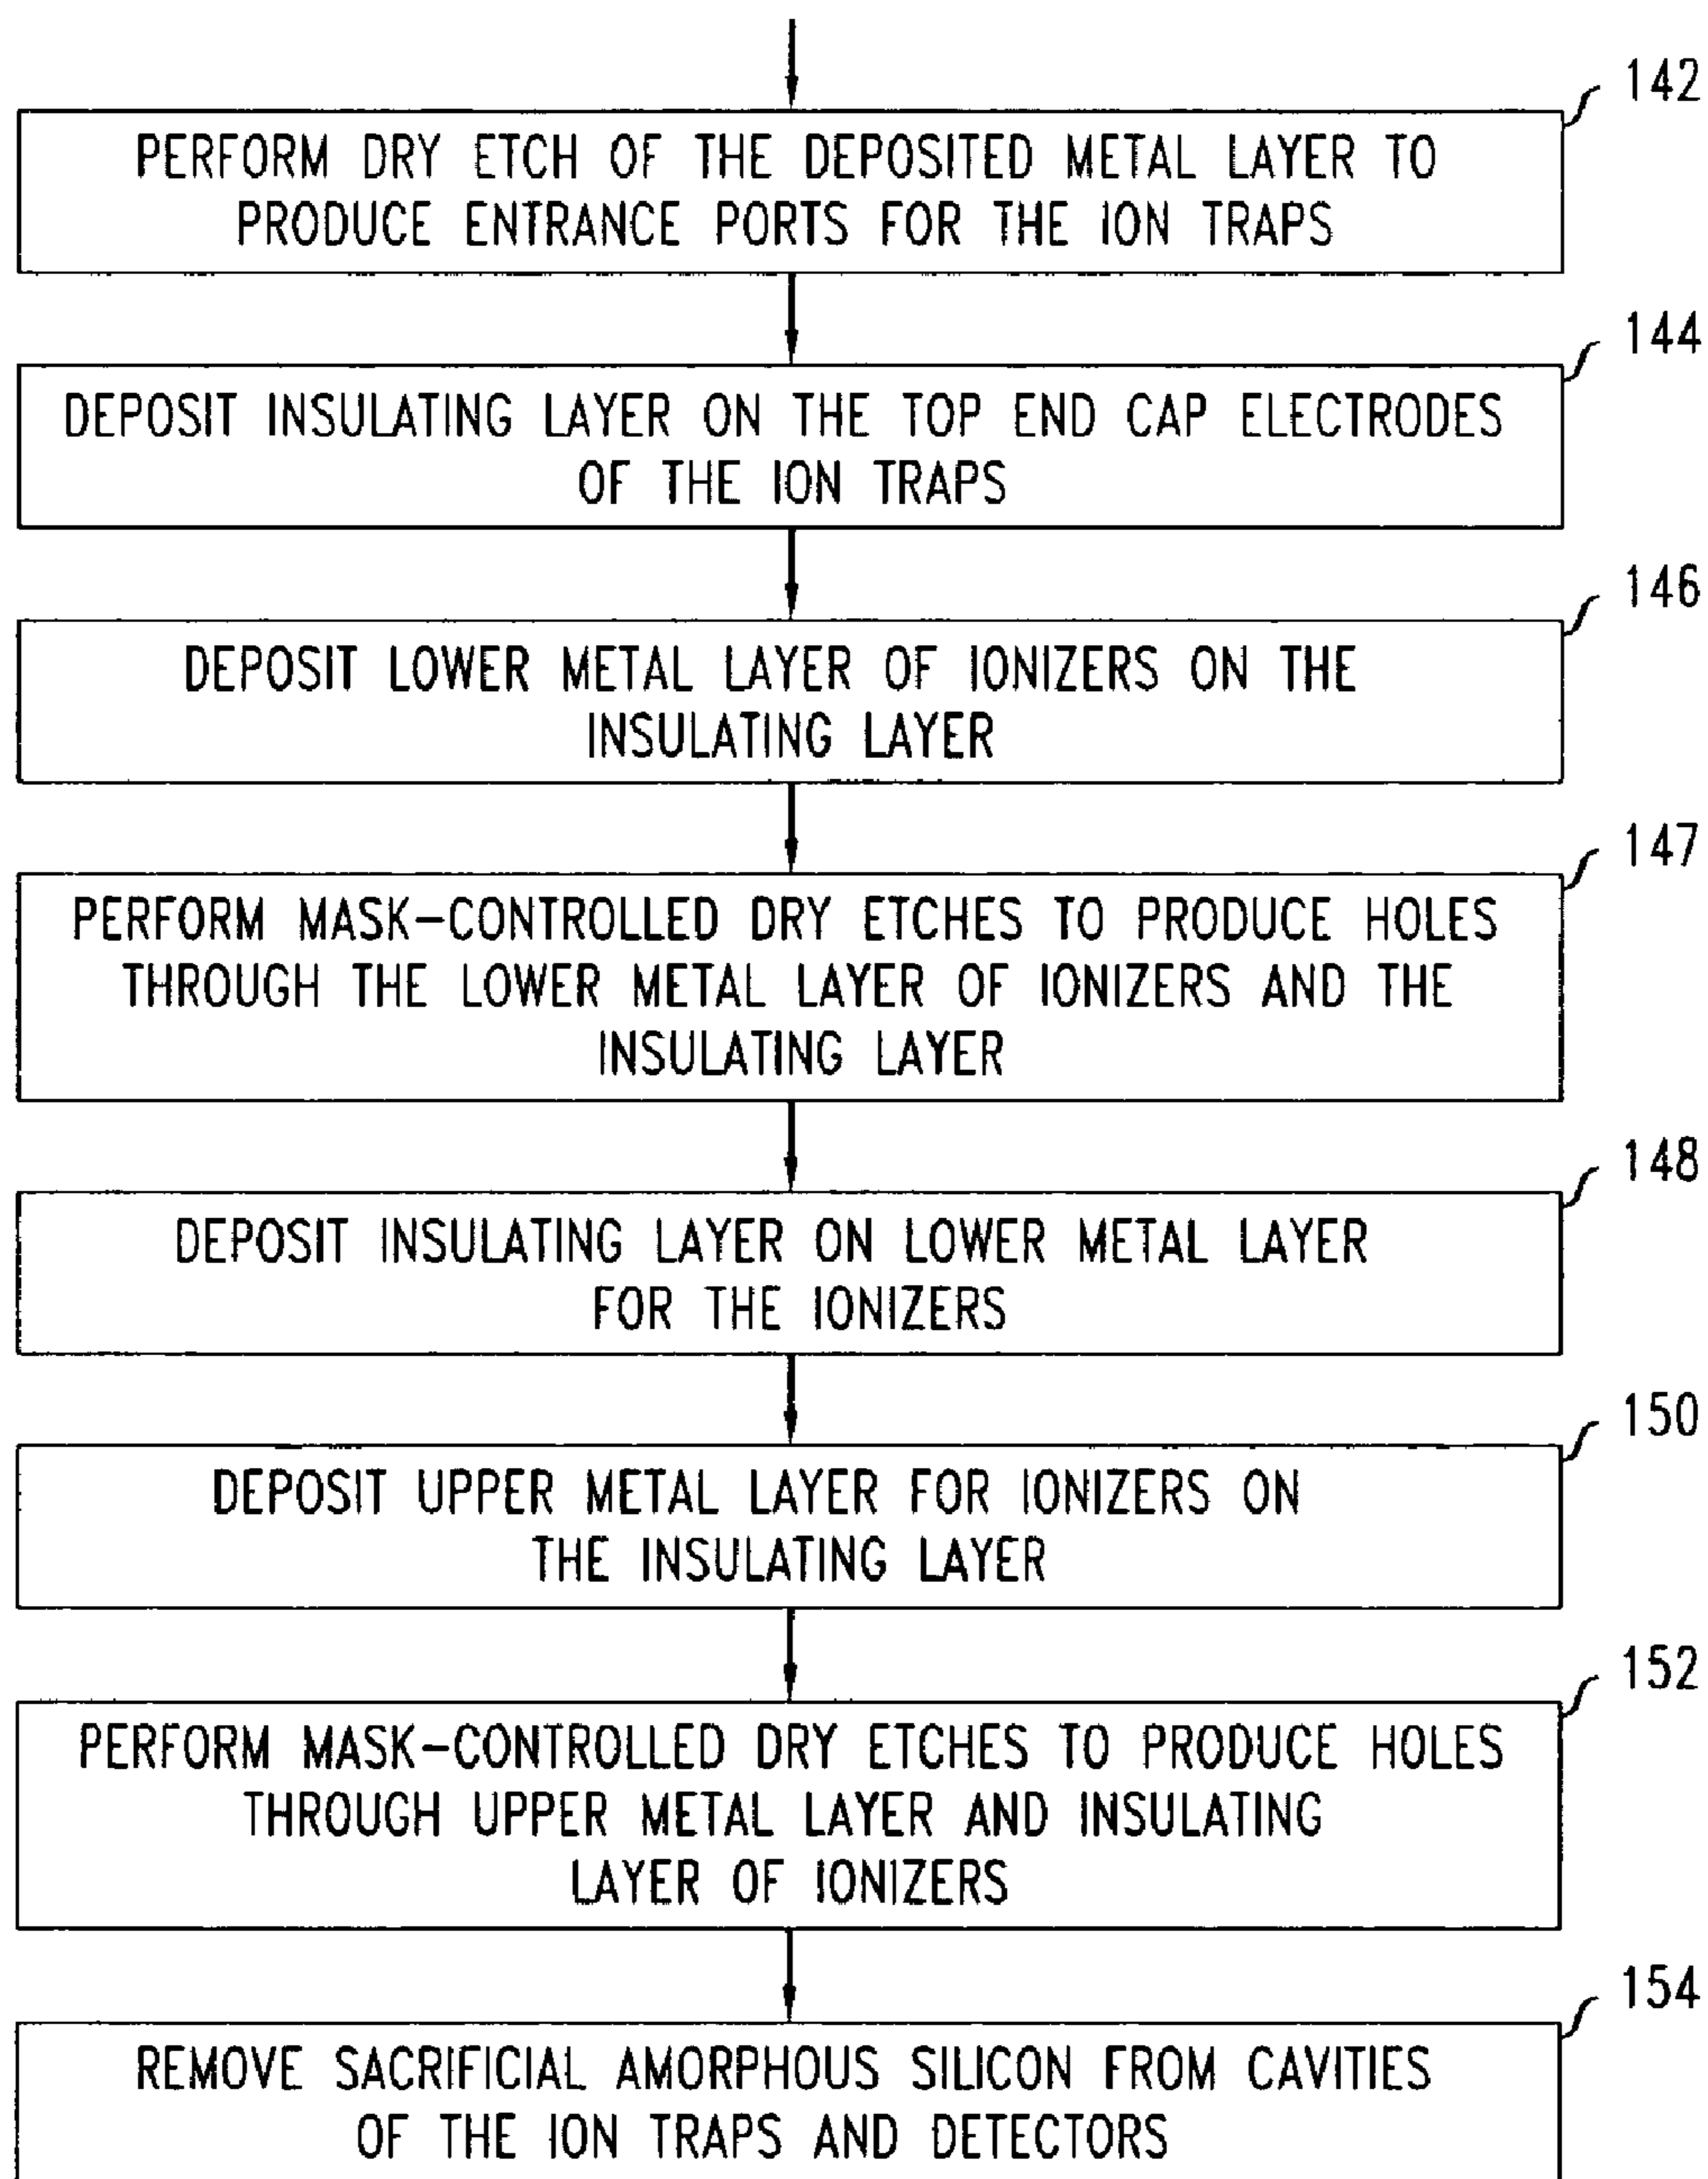 142
PERFORM DRY ETCH OF THE DEPOSITED METAL LAYER TO
PRODUCE ENTRANCE PORTS FOR THE ION TRAPS
144
DEPOSIT INSULATING LAYER ON THE TOP END CAP ELECTRODES
OF THE ION TRAPS
146
DEPOSIT LOWER METAL LAYER OF IONIZERS ON THE
INSULATING LAYER
147
PERFORM MASK-CONTROLLED DRY ETCHES TO PRODUCE HOLES
THROUGH THE LOWER METAL LAYER OF IONIZERS AND THE
INSULATING LAYER
148
DEPOSIT INSULATING LAYER ON LOWER METAL LAYER
FOR THE IONIZERS
150
DEPOSIT UPPER METAL LAYER FOR IONIZERS ON
THE INSULATING LAYER
152
PERFORM MASK-CONTROLLED DRY ETCHES TO PRODUCE HOLES
THROUGH UPPER METAL LAYER AND INSULATING
LAYER OF IONIZERS
154
REMOVE SACRIFICIAL AMORPHOUS SILICON FROM CAVITIES
OF THE ION TRAPS AND DETECTORS